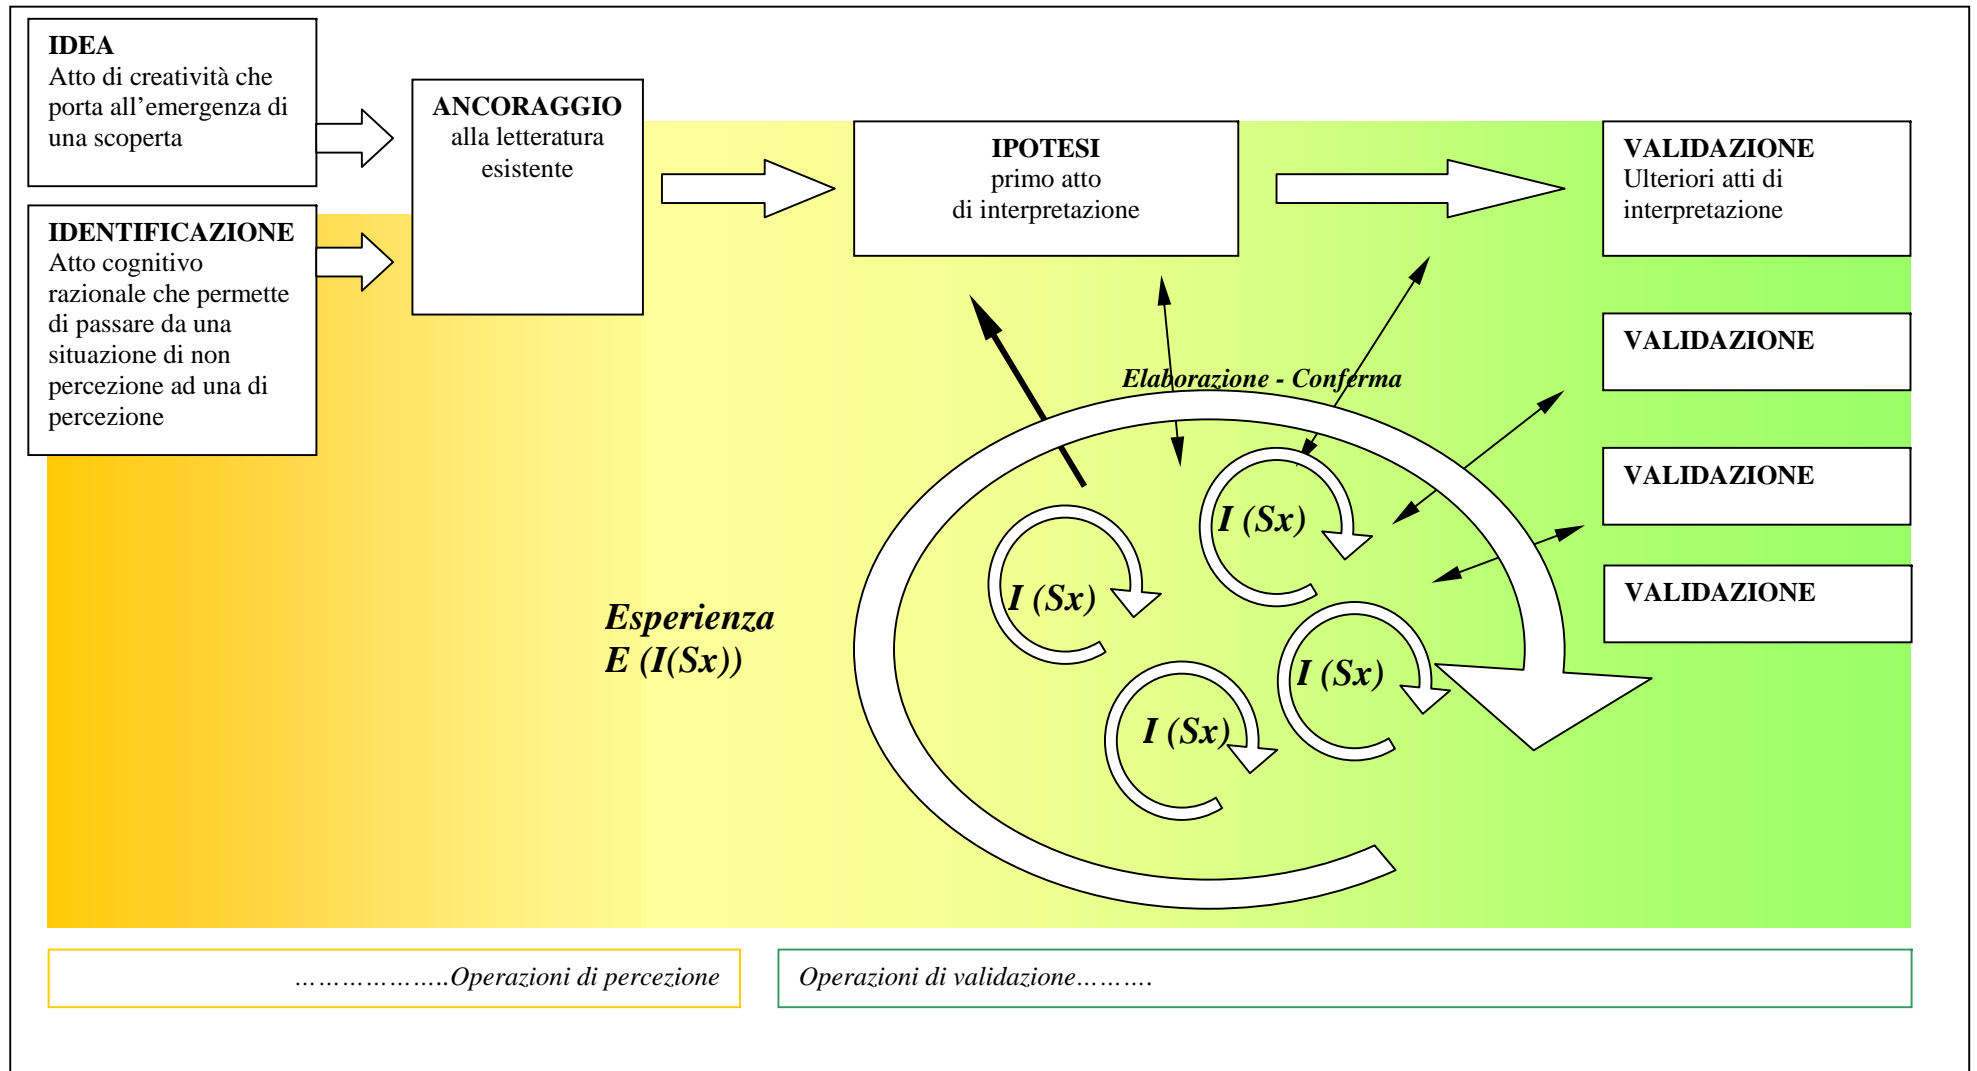 IDEA
Atto di creatività che
porta all’emergenza di
una scoperta
IDENTIFICAZIONE
Atto cognitivo
razionale che permette
di passare da una
situazione di non
percezione ad una di
percezione
ANCORAGGIO
alla letteratura
esistente
IPOTESI
primo atto
di interpretazione
VALIDAZIONE
Ulteriori atti di
interpretazione
VALIDAZIONE
VALIDAZIONE
VALIDAZIONE
Elaborazione - Conferma
I (Sx)
I (Sx)
I (Sx)
I (Sx)
Esperienza
E (I(Sx))
………………..Operazioni di percezione
Operazioni di validazione……….